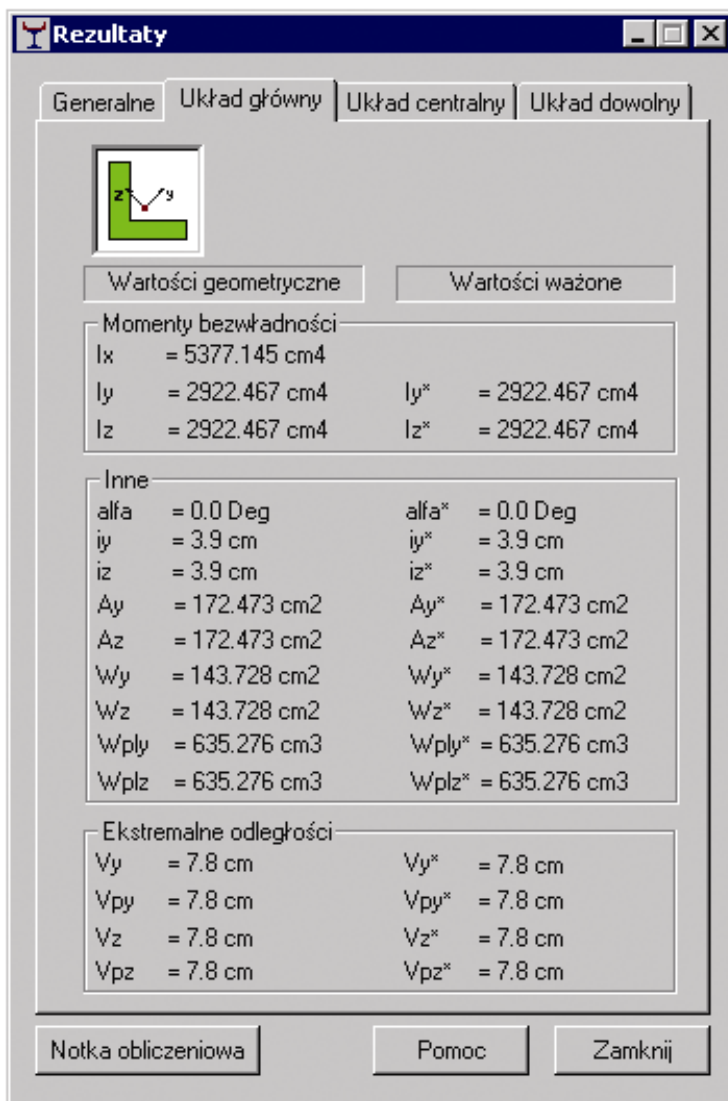 Rezultaty
Generalne Układ główny Układ centralny Układ dowolny
z y
Wartości geometryczne Wartości ważone
Momenty bezwładności
Ix = 5377.145 cm4
Iy = 2922.467 cm4 Iy* = 2922.467 cm4
Iz = 2922.467 cm4 Iz* = 2922.467 cm4
Inne
alfa = 0.0 Deg alfa* = 0.0 Deg
iy = 3.9 cm iy* = 3.9 cm
iz = 3.9 cm iz* = 3.9 cm
Ay = 172.473 cm2 Ay* = 172.473 cm2
Az = 172.473 cm2 Az* = 172.473 cm2
Wy = 143.728 cm2 Wy* = 143.728 cm2
Wz = 143.728 cm2 Wz* = 143.728 cm2
Wply = 635.276 cm3 Wply* = 635.276 cm3
Wplz = 635.276 cm3 Wplz* = 635.276 cm3
Ekstremalne odległości
Vy = 7.8 cm Vy* = 7.8 cm
Vpy = 7.8 cm Vpy* = 7.8 cm
Vz = 7.8 cm Vz* = 7.8 cm
Vpz = 7.8 cm Vpz* = 7.8 cm
Notka obliczeniowa Pomoc Zamknij